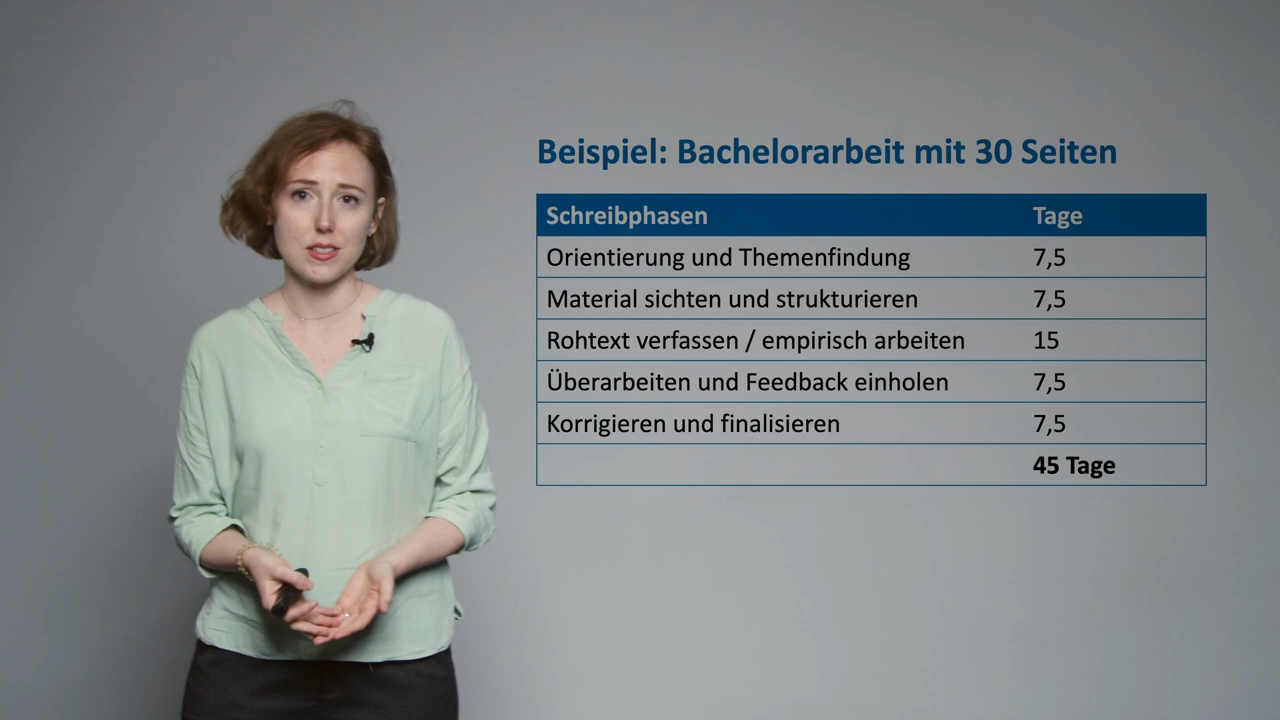 Beispiel: Bachelorarbeit mit 30 Seiten
Schreibphasen Tage
Orientierung und Themenfindung 7,5
Material sichten und strukturieren 7,5
Rohtext verfassen / empirisch arbeiten 15
Überarbeiten und Feedback einholen 7,5
Korrigieren und finalisieren 7,5
45 Tage